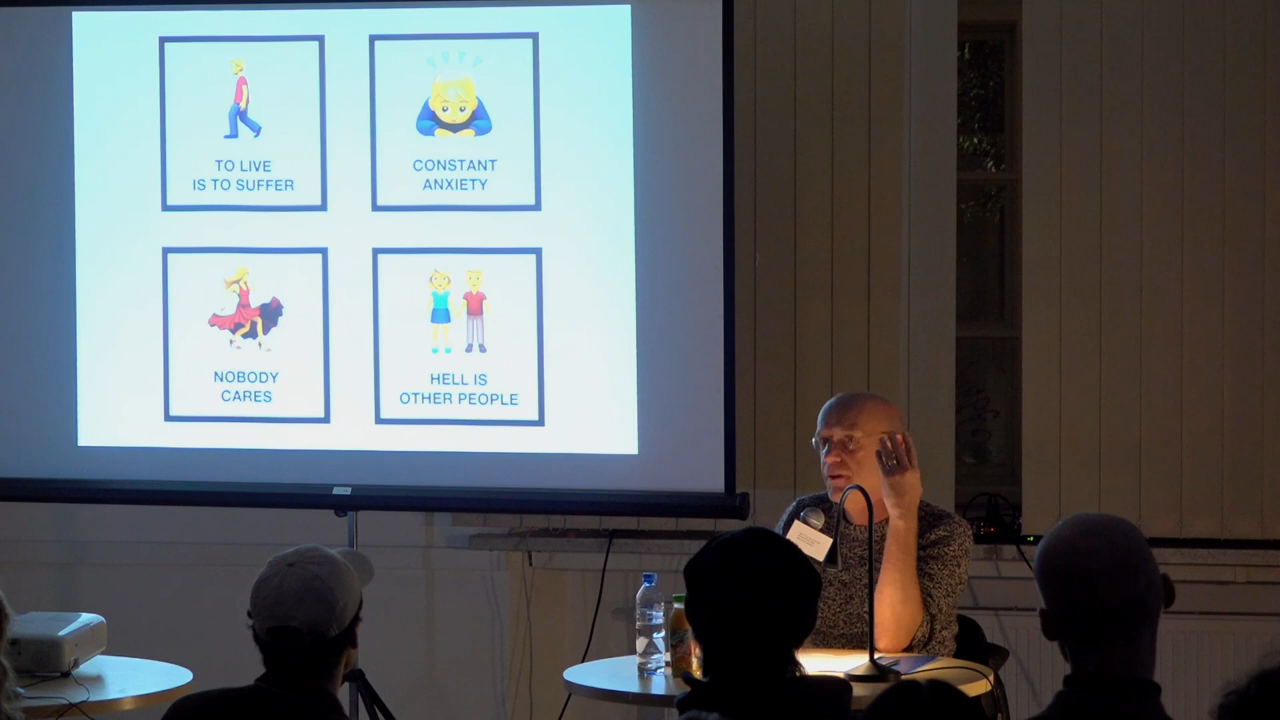 TO LIVE
IS TO SUFFER
CONSTANT
ANXIETY
NOBODY
CARES
HELL IS
OTHER PEOPLE